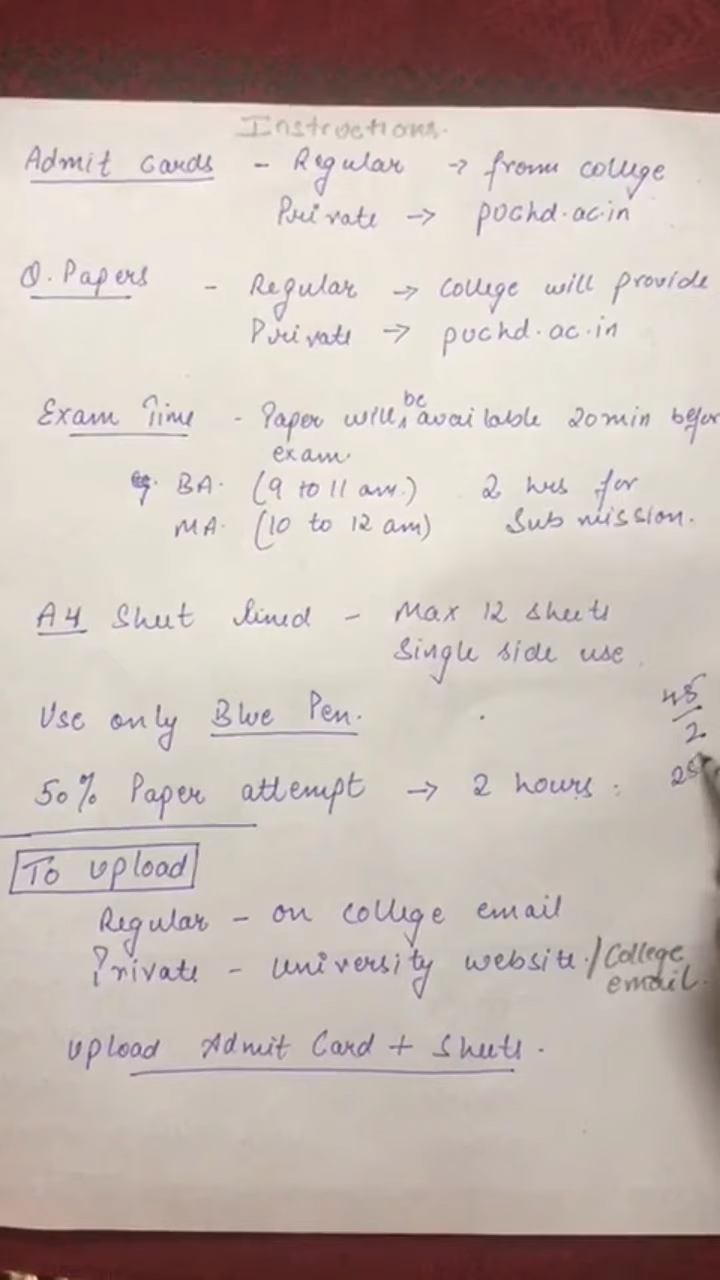 Instructions.
Admit Cards - Regular → from college
Private → puchd.ac.in
Q. Papers - Regular → college will provide
Private → puchd.ac.in
Exam Time - Paper will be available 20 min before
exam.
eg. BA. (9 to 11 am.) 2 hrs for
MA. (10 to 12 am) Submission.
A4 Sheet lined - Max 12 sheets
Single side use.
Use only Blue Pen.
45
2
50% Paper attempt → 2 hours :
To Upload
Regular - on college email
Private - University website./College
email.
Upload Admit Card + Sheets.